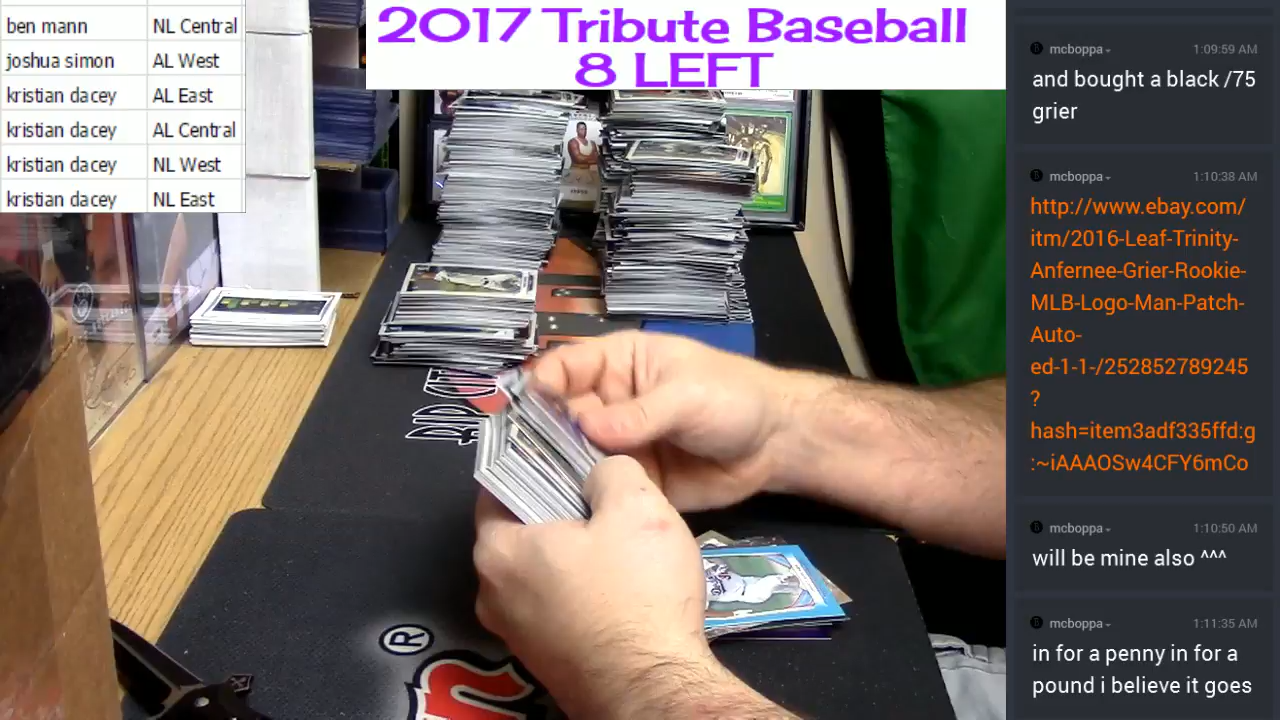 ben mann NL Central
joshua simon AL West
kristian dacey AL East
kristian dacey AL Central
kristian dacey NL West
kristian dacey NL East
2017 Tribute Baseball
8 LEFT
RIP CIT
®
mcboppa 1:09:59 AM
and bought a black /75
grier
mcboppa 1:10:38 AM
http://www.ebay.com/
itm/2016-Leaf-Trinity-
Anfernee-Grier-Rookie-
MLB-Logo-Man-Patch-
Auto-
ed-1-1-/252852789245
?
hash=item3adf335ffd:g
:~iAAAOSw4CFY6mCo
mcboppa 1:10:50 AM
will be mine also ^^^
mcboppa 1:11:35 AM
in for a penny in for a
pound i believe it goes